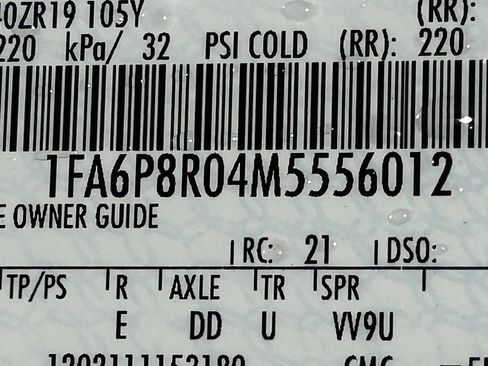 40ZR19 105Y (RR):
220 kPa/ 32 PSI COLD (RR): 220
1FA6P8R04M5556012
E OWNER GUIDE
RC: 21 DSO:
TP/PS R AXLE TR SPR
E DD U VV9U